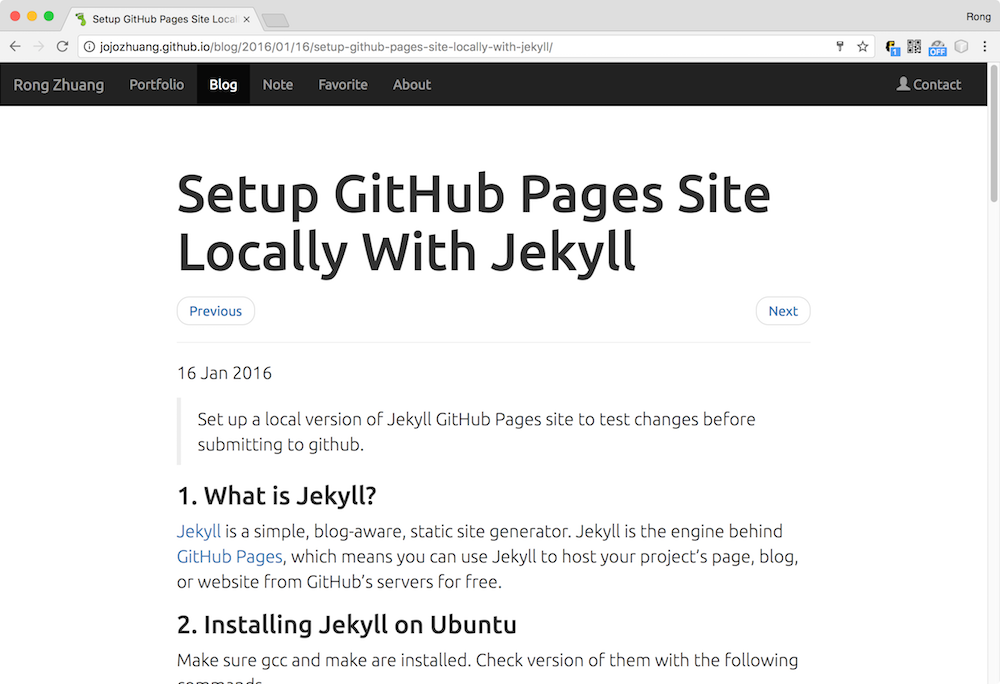 Setup GitHub Pages Site Local
Rong
jojozhuang.github.io/blog/2016/01/16/setup-github-pages-site-locally-with-jekyll/
1
OFF
Rong Zhuang Portfolio Blog Note Favorite About Contact
Setup GitHub Pages Site
Locally With Jekyll
Previous Next
16 Jan 2016
Set up a local version of Jekyll GitHub Pages site to test changes before
submitting to github.
1. What is Jekyll?
Jekyll is a simple, blog-aware, static site generator. Jekyll is the engine behind
GitHub Pages, which means you can use Jekyll to host your project’s page, blog,
or website from GitHub’s servers for free.
2. Installing Jekyll on Ubuntu
Make sure gcc and make are installed. Check version of them with the following
commands